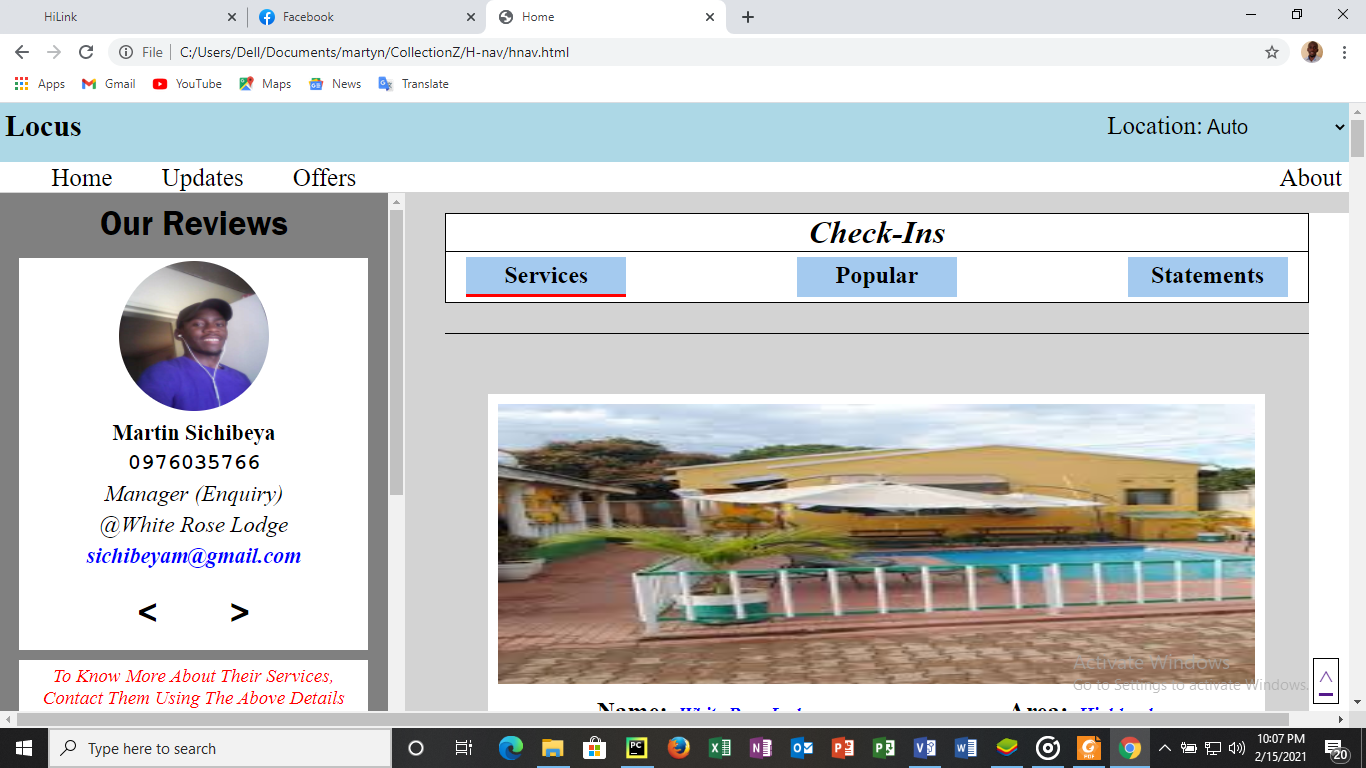 HiLink
Facebook
Home
File
C:/Users/Dell/Documents/martyn/CollectionZ/H-nav/hnav.html
Apps
Gmail
YouTube
Maps
News
Translate
Locus
Location: Auto
Home
Updates
Offers
About
Our Reviews
Martin Sichibeya
0976035766
Manager (Enquiry)
@White Rose Lodge
sichibeyam@gmail.com
< >
To Know More About Their Services,
Contact Them Using The Above Details
Check-Ins
Services
Popular
Statements
Activate Windows
Go to Settings to activate Windows.
Name:
Area:
Type here to search
10:07 PM
2/15/2021
20